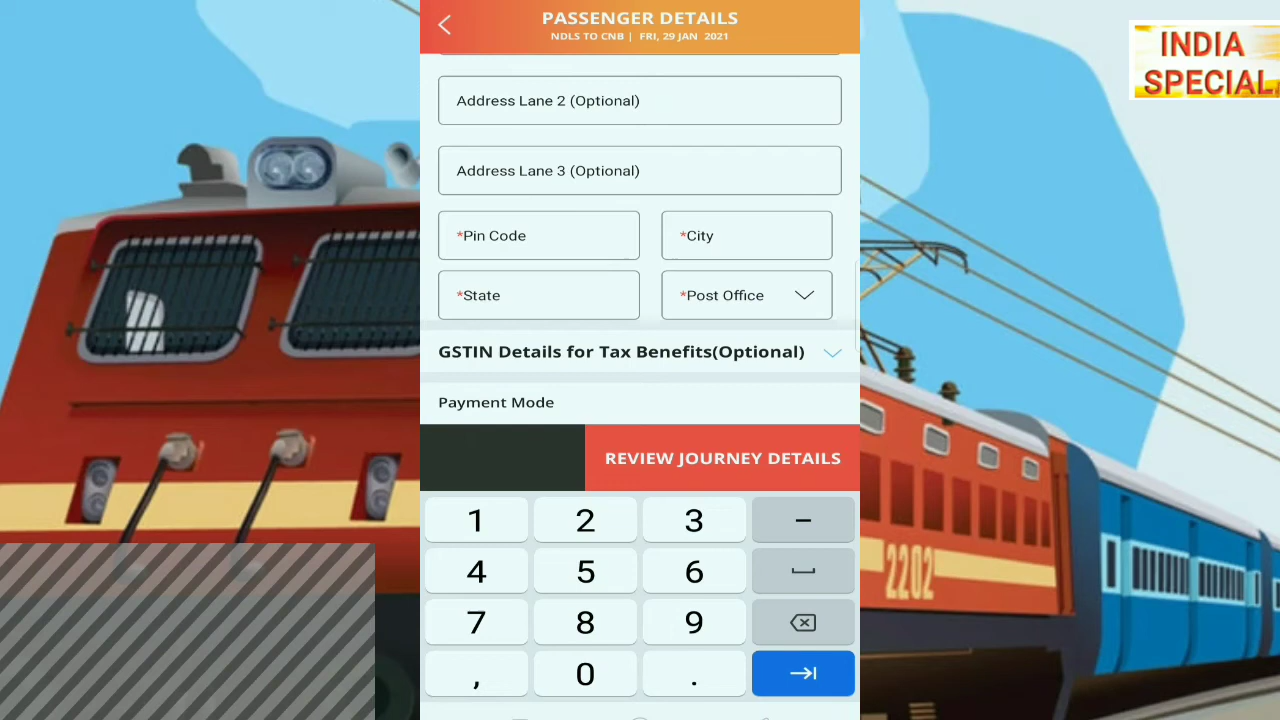 PASSENGER DETAILS
NDLS TO CNB | FRI, 29 JAN 2021
INDIA
SPECIAL
Address Lane 2 (Optional)
Address Lane 3 (Optional)
*Pin Code
*City
*State
*Post Office
GSTIN Details for Tax Benefits(Optional)
Payment Mode
REVIEW JOURNEY DETAILS
1 2 3 –
4 5 6
7 8 9
, 0 .
2202